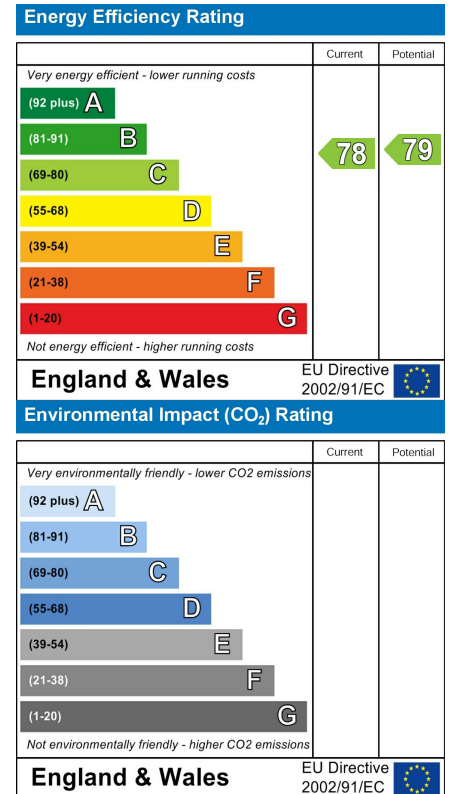 Energy Efficiency Rating
Current Potential
Very energy efficient - lower running costs
(92 plus) A
(81-91) B
(69-80) C
78 79
(55-68) D
(39-54) E
(21-38) F
(1-20) G
Not energy efficient - higher running costs
England & Wales
EU Directive
2002/91/EC
Environmental Impact (CO₂) Rating
Current Potential
Very environmentally friendly - lower CO2 emissions
(92 plus) A
(81-91) B
(69-80) C
(55-68) D
(39-54) E
(21-38) F
(1-20) G
Not environmentally friendly - higher CO2 emissions
England & Wales
EU Directive
2002/91/EC